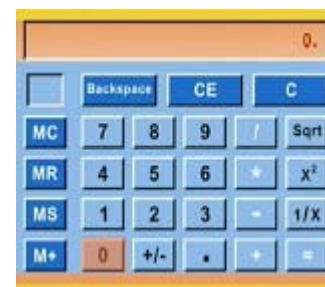 0.
Backspace CE C
MC 7 8 9 / Sqrt
MR 4 5 6 * X²
MS 1 2 3 - 1/X
M+ 0 +/- . + =